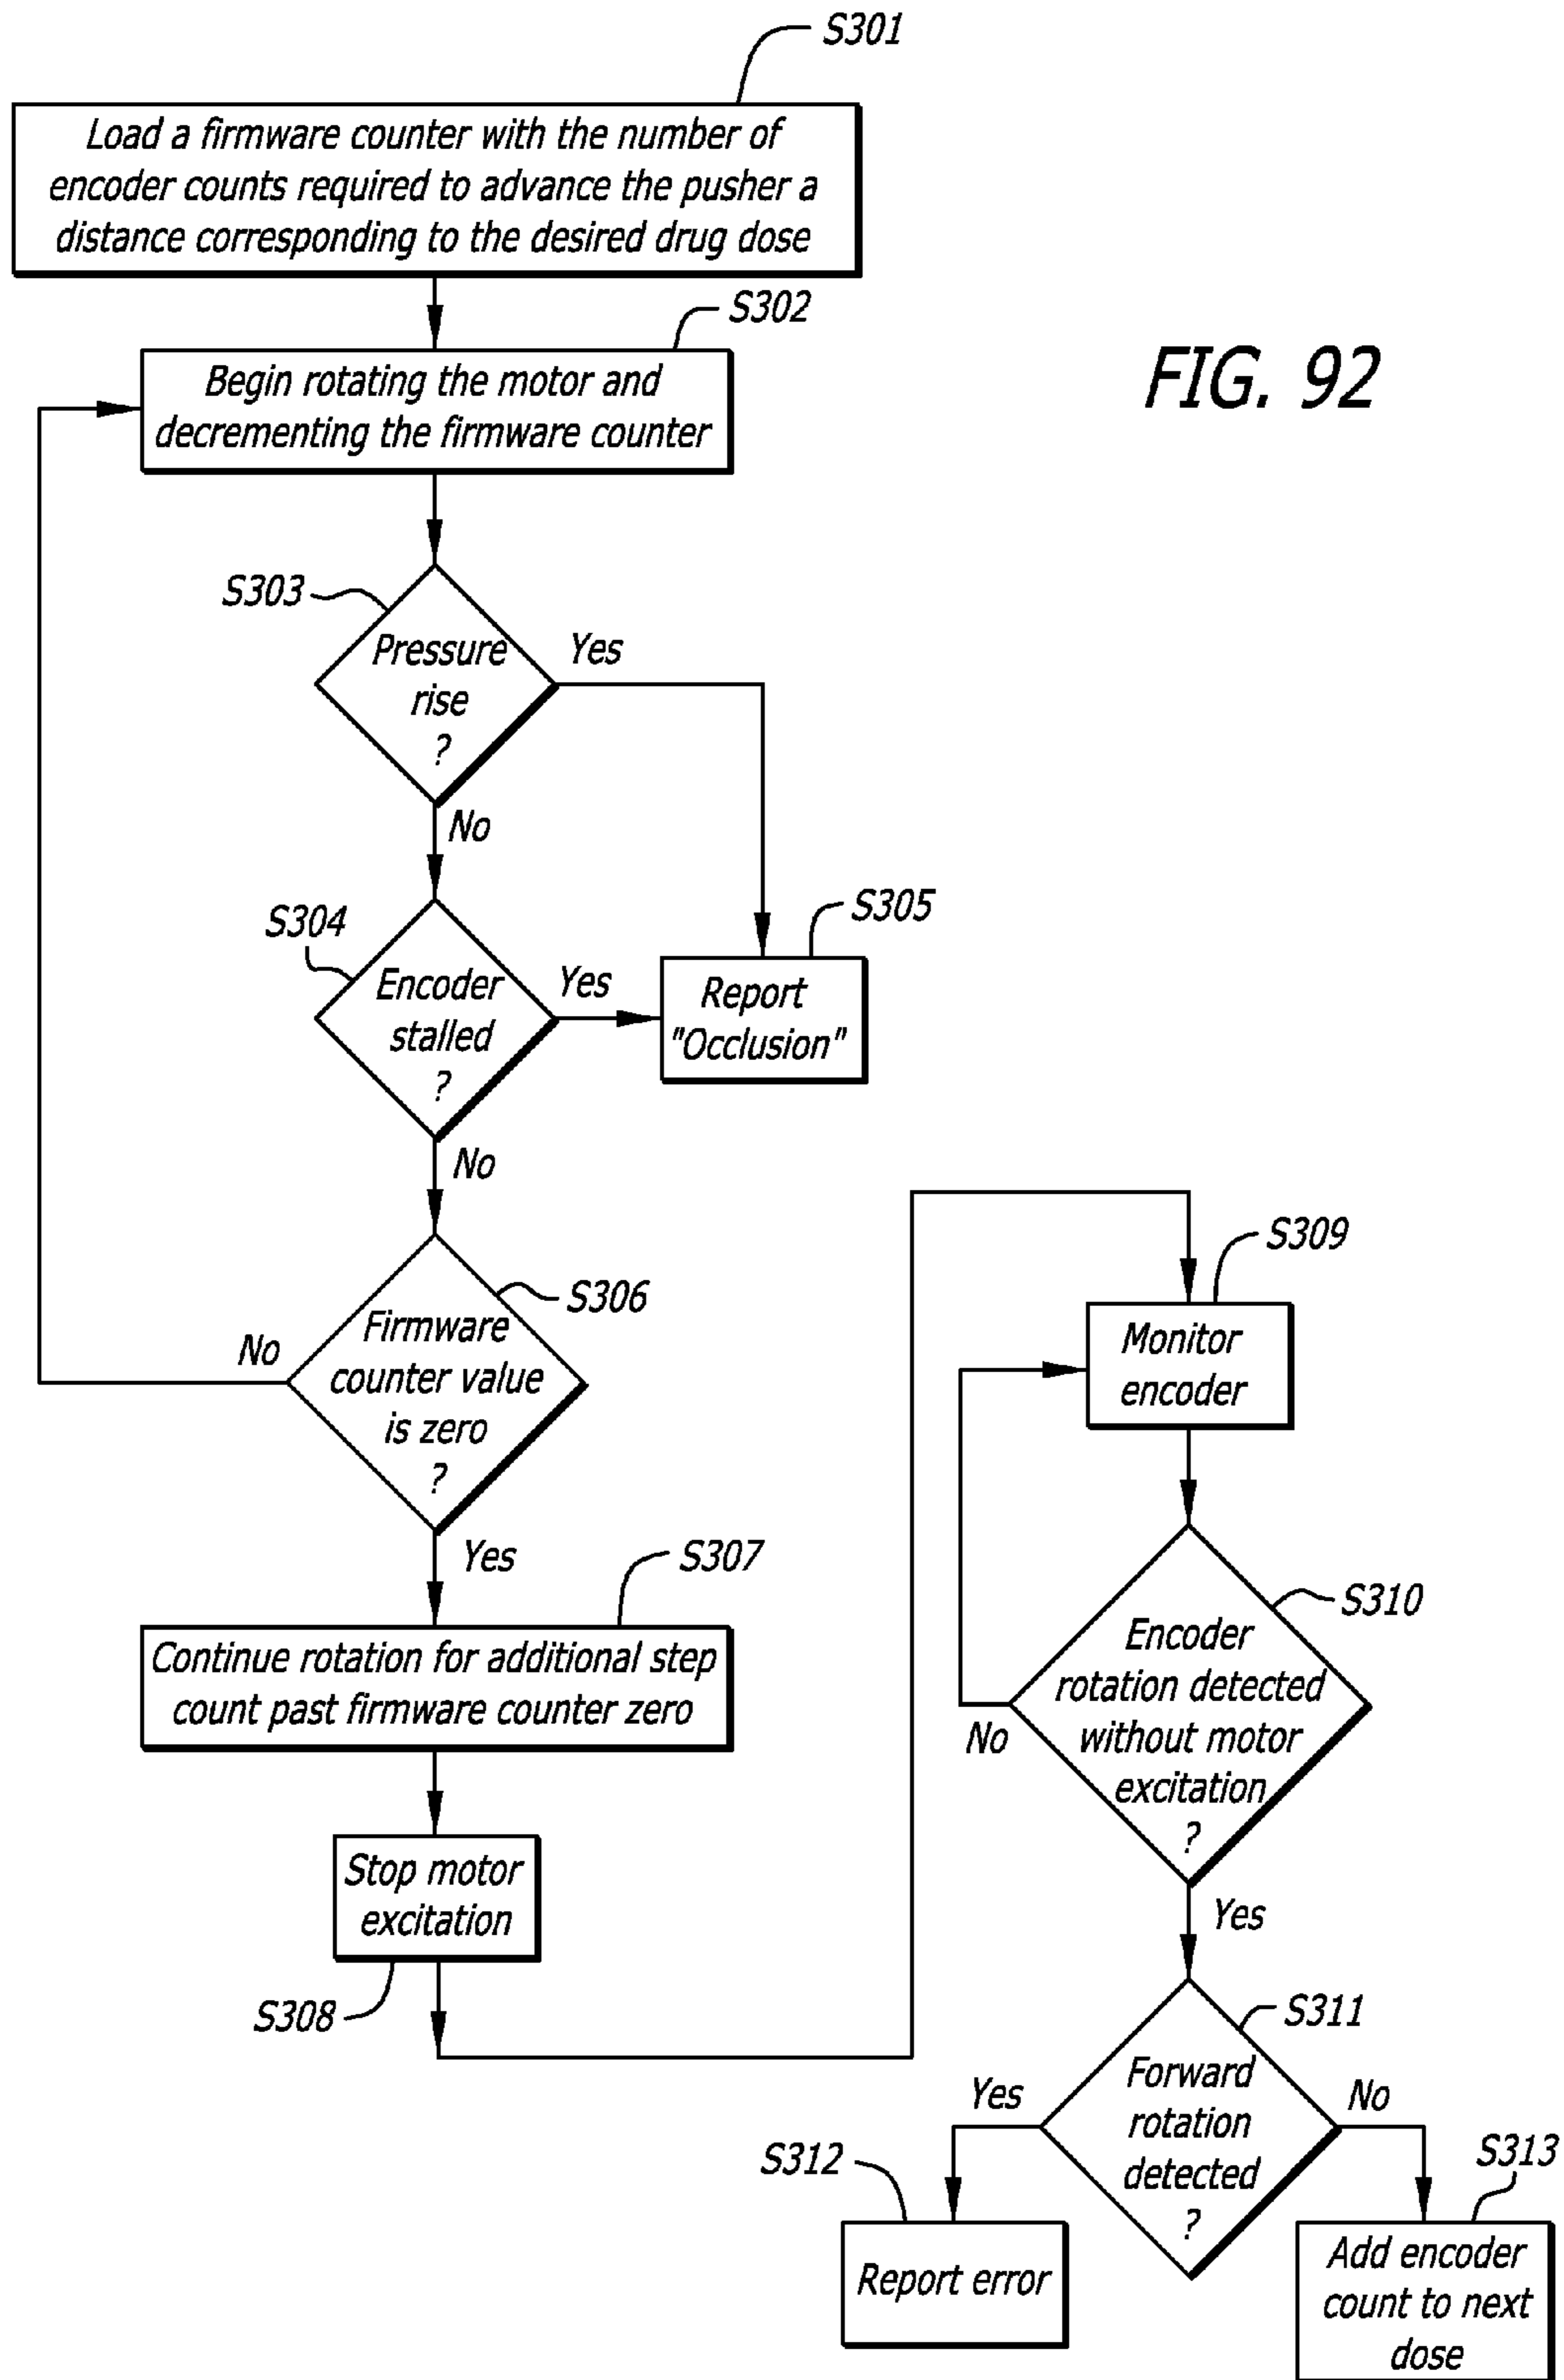 S301
Load a firmware counter with the number of
encoder counts required to advance the pusher a
distance corresponding to the desired drug dose
S302
Begin rotating the motor and
decrementing the firmware counter
FIG. 92
S303
Pressure
rise
?
Yes
No
S304
Encoder
stalled
?
Yes
S305
Report
"Occlusion"
No
S306
Firmware
counter value
is zero
?
No
Yes
S307
Continue rotation for additional step
count past firmware counter zero
Stop motor
excitation
S308
S309
Monitor
encoder
S310
Encoder
rotation detected
without motor
excitation
?
No
Yes
S311
Forward
rotation
detected
?
Yes
No
S312
Report error
S313
Add encoder
count to next
dose